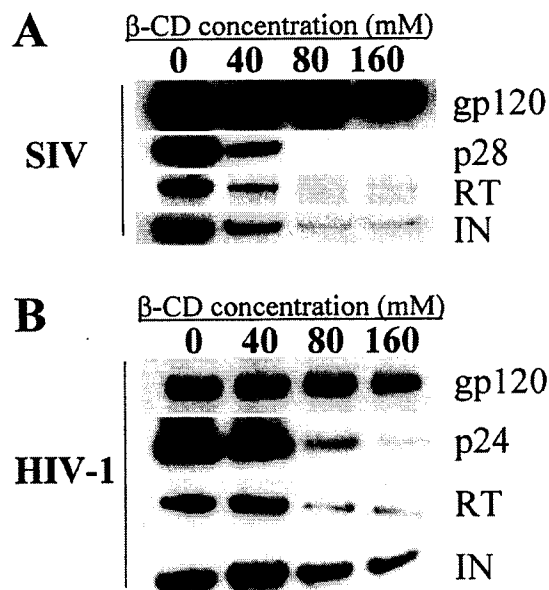 A
β-CD concentration (mM)
0 40 80 160
gp120
SIV
p28
RT
IN
B
β-CD concentration (mM)
0 40 80 160
gp120
HIV-1
p24
RT
IN